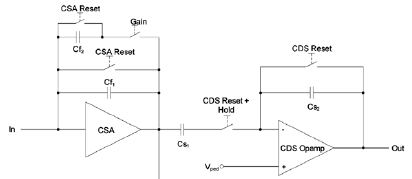 CSA Reset
Gain
Cf₂
CSA Reset
CDS Reset
Cf₁
CDS Reset +
Hold
Cs₂
In
CSA
Cs₁
-
CDS Opamp
Out
Vped
+